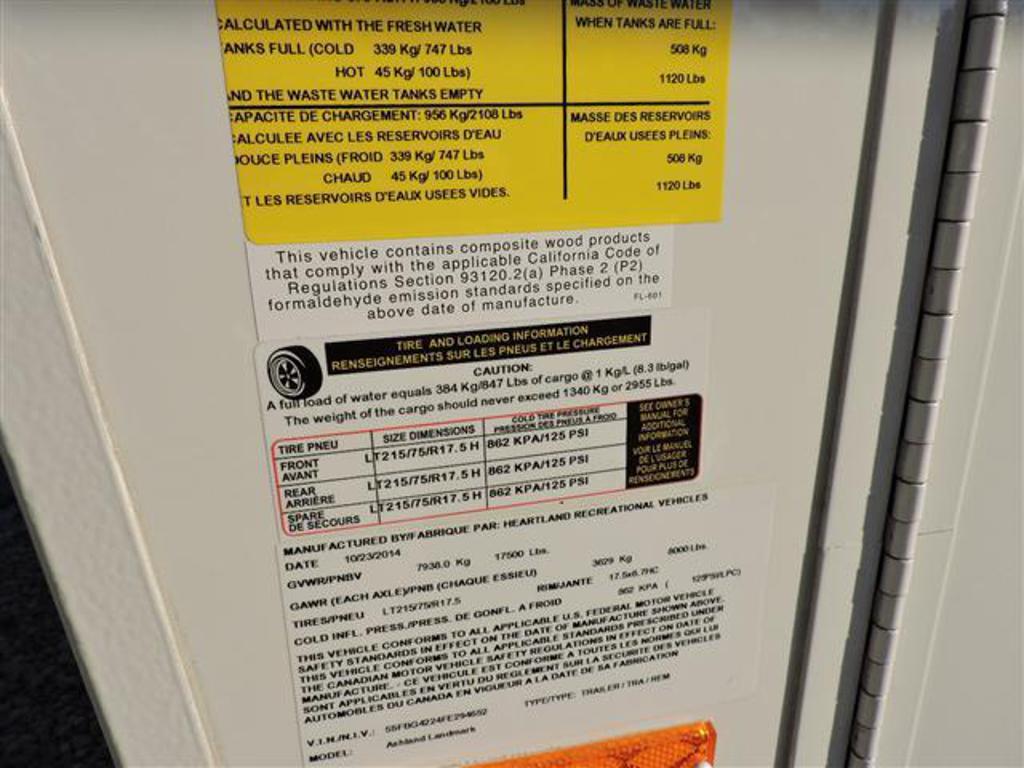 CALCULATED WITH THE FRESH WATER
ANKS FULL (COLD 339 Kg/ 747 Lbs
HOT 45 Kg/ 100 Lbs)
ND THE WASTE WATER TANKS EMPTY
MASS OF WASTE WATER
WHEN TANKS ARE FULL:
508 Kg
1120 Lbs
CAPACITE DE CHARGEMENT: 956 Kg/2108 Lbs
CALCULEE AVEC LES RESERVOIRS D'EAU
DOUCE PLEINS (FROID 339 Kg/ 747 Lbs
CHAUD 45 Kg/ 100 Lbs)
T LES RESERVOIRS D'EAUX USEES VIDES.
MASSE DES RESERVOIRS
D'EAUX USEES PLEINS:
508 Kg
1120 Lbs
This vehicle contains composite wood products
that comply with the applicable California Code of
Regulations Section 93120.2(a) Phase 2 (P2)
formaldehyde emission standards specified on the
above date of manufacture.
FL-601
TIRE AND LOADING INFORMATION
RENSEIGNEMENTS SUR LES PNEUS ET LE CHARGEMENT
CAUTION:
A full load of water equals 384 Kg/847 Lbs of cargo @ 1 Kg/L (8.3 lb/gal)
The weight of the cargo should never exceed 1340 Kg or 2955 Lbs.
TIRE PNEU SIZE DIMENSIONS COLD TIRE PRESSURE
PRESSION DES PNEUS A FROID
FRONT
AVANT LT215/75/R17.5 H 862 KPA/125 PSI
REAR
ARRIÈRE LT215/75/R17.5 H 862 KPA/125 PSI
SPARE
DE SECOURS LT215/75/R17.5 H 862 KPA/125 PSI
SEE OWNER'S
MANUAL FOR
ADDITIONAL
INFORMATION
VOIR LE MANUEL
DE L'USAGER
POUR PLUS DE
RENSEIGNEMENTS
MANUFACTURED BY/FABRIQUE PAR: HEARTLAND RECREATIONAL VEHICLES
DATE 10/23/2014
GVWR/PNBV 7938.0 Kg 17500 Lbs.
GAWR (EACH AXLE)/PNB (CHAQUE ESSIEU) 3629 Kg 8000 Lbs.
TIRES/PNEU LT215/75/R17.5 RIM/JANTE 17.5x6.7HC
COLD INFL. PRESS./PRESS. DE GONFL. A FROID 862 KPA ( 125PSI/LPC)
THIS VEHICLE CONFORMS TO ALL APPLICABLE U.S. FEDERAL MOTOR VEHICLE
SAFETY STANDARDS IN EFFECT ON THE DATE OF MANUFACTURE SHOWN ABOVE.
THIS VEHICLE CONFORMS TO ALL APPLICABLE STANDARDS PRESCRIBED UNDER
THE CANADIAN MOTOR VEHICLE SAFETY REGULATIONS IN EFFECT ON DATE OF
MANUFACTURE. - CE VEHICULE EST CONFORME A TOUTES LES NORMES QUI LUI
SONT APPLICABLES EN VERTU DU REGLEMENT SUR LA SECURITE DES VEHICLES
AUTOMOBILES DU CANADA EN VIGUEUR A LA DATE DE SA FABRICATION
V.I.N./N.I.V.: 5SFBG4224FE294652 TYPE/TYPE: TRAILER / TRA / REM
MODEL: Ashland Landmark